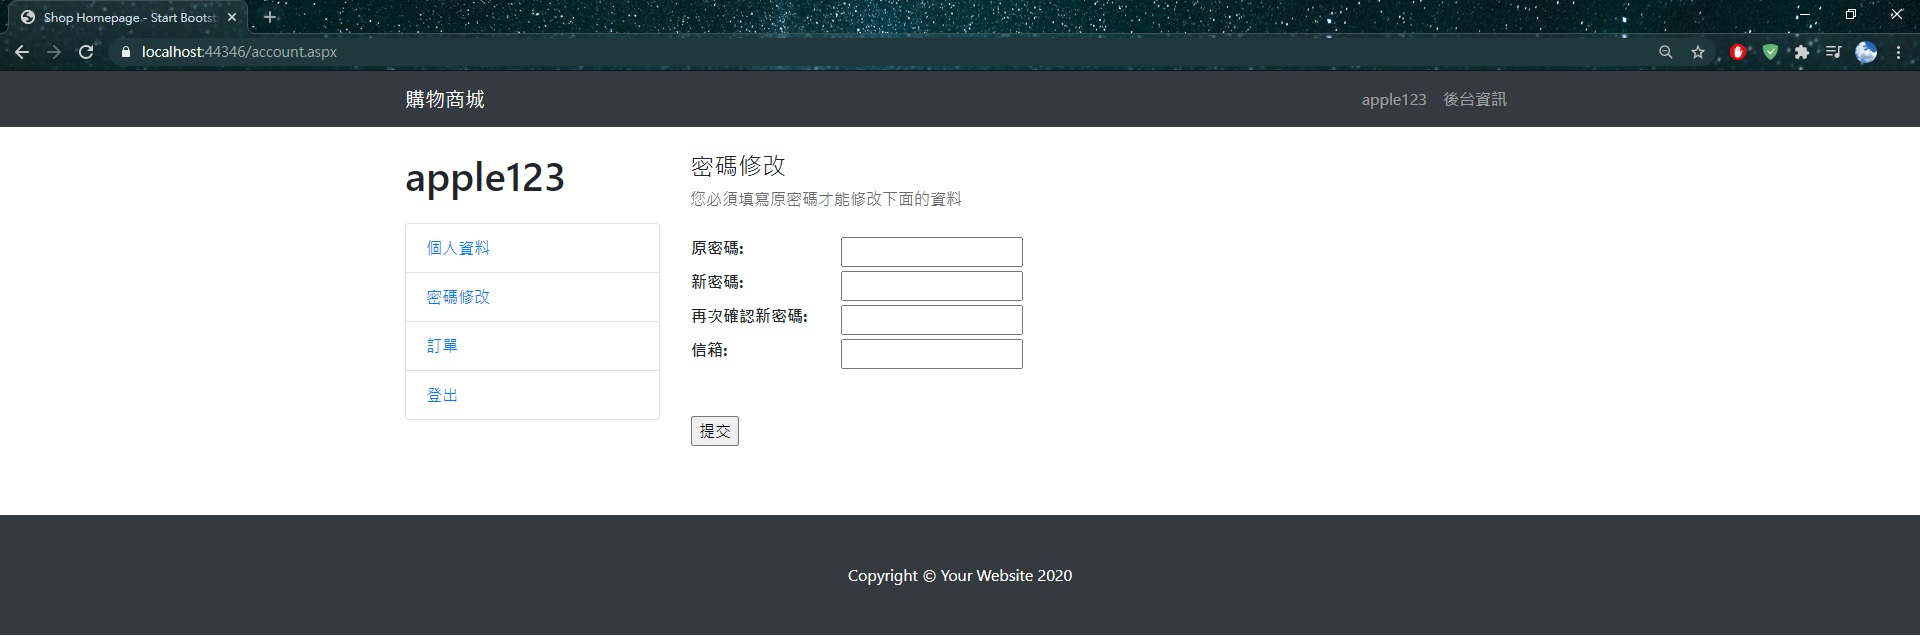 Shop Homepage - Start Bootst
localhost:44346/account.aspx
購物商城
apple123 後台資訊
apple123
個人資料
密碼修改
訂單
登出
密碼修改
您必須填寫原密碼才能修改下面的資料
原密碼:
新密碼:
再次確認新密碼:
信箱:
提交
Copyright © Your Website 2020